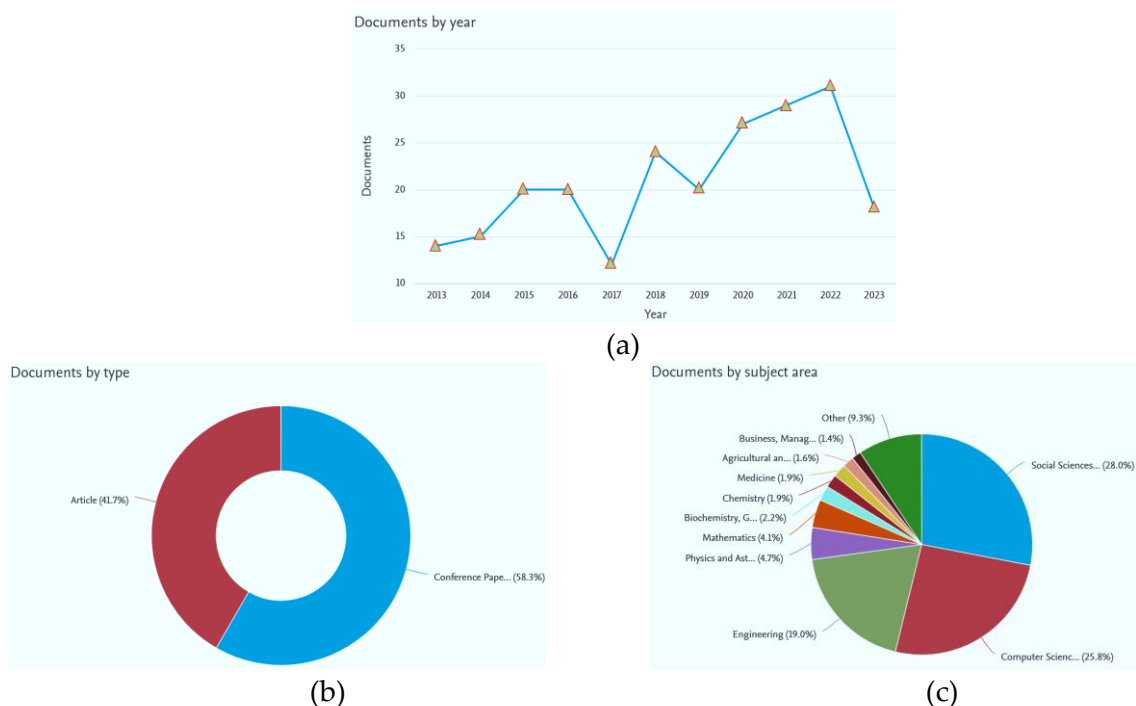 Documents by year
35
30
25
20
15
10
Documents
2013 2014 2015 2016 2017 2018 2019 2020 2021 2022 2023
Year
(a)
Documents by type
Article (41.7%)
Conference Pape... (58.3%)
(b)
Documents by subject area
Other (9.3%)
Business, Manag... (1.4%)
Agricultural an... (1.6%)
Medicine (1.9%)
Chemistry (1.9%)
Biochemistry, G... (2.2%)
Mathematics (4.1%)
Physics and Ast... (4.7%)
Engineering (19.0%)
Social Sciences... (28.0%)
Computer Scienc... (25.8%)
(c)